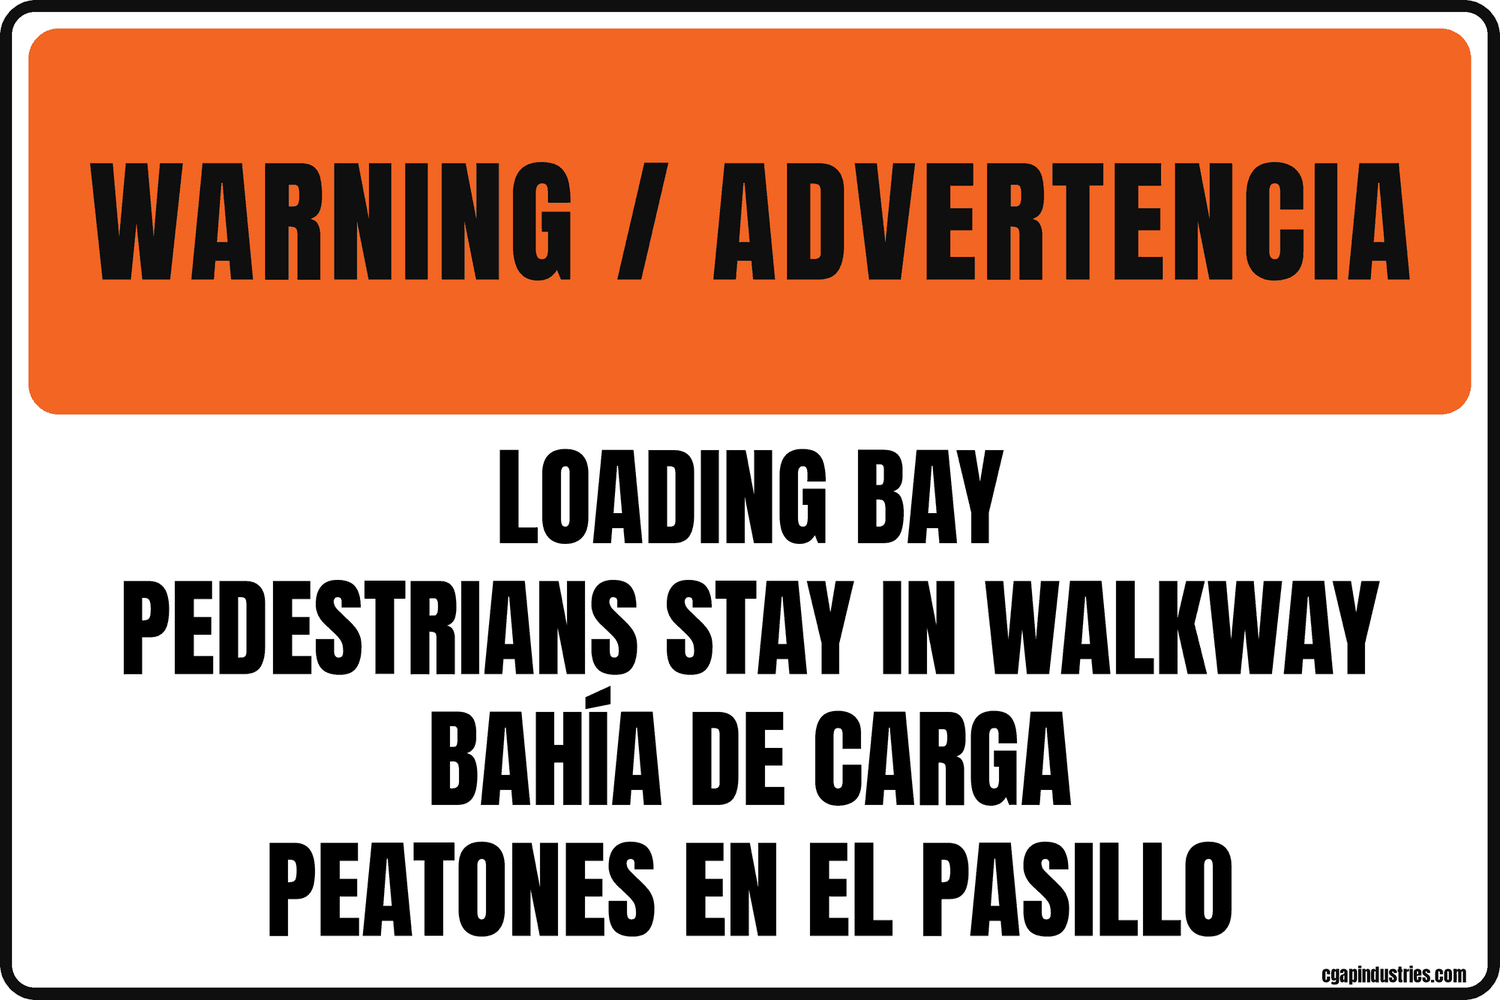 WARNING / ADVERTENCIA
LOADING BAY
PEDESTRIANS STAY IN WALKWAY
BAHÍA DE CARGA
PEATONES EN EL PASILLO
cgapindustries.com